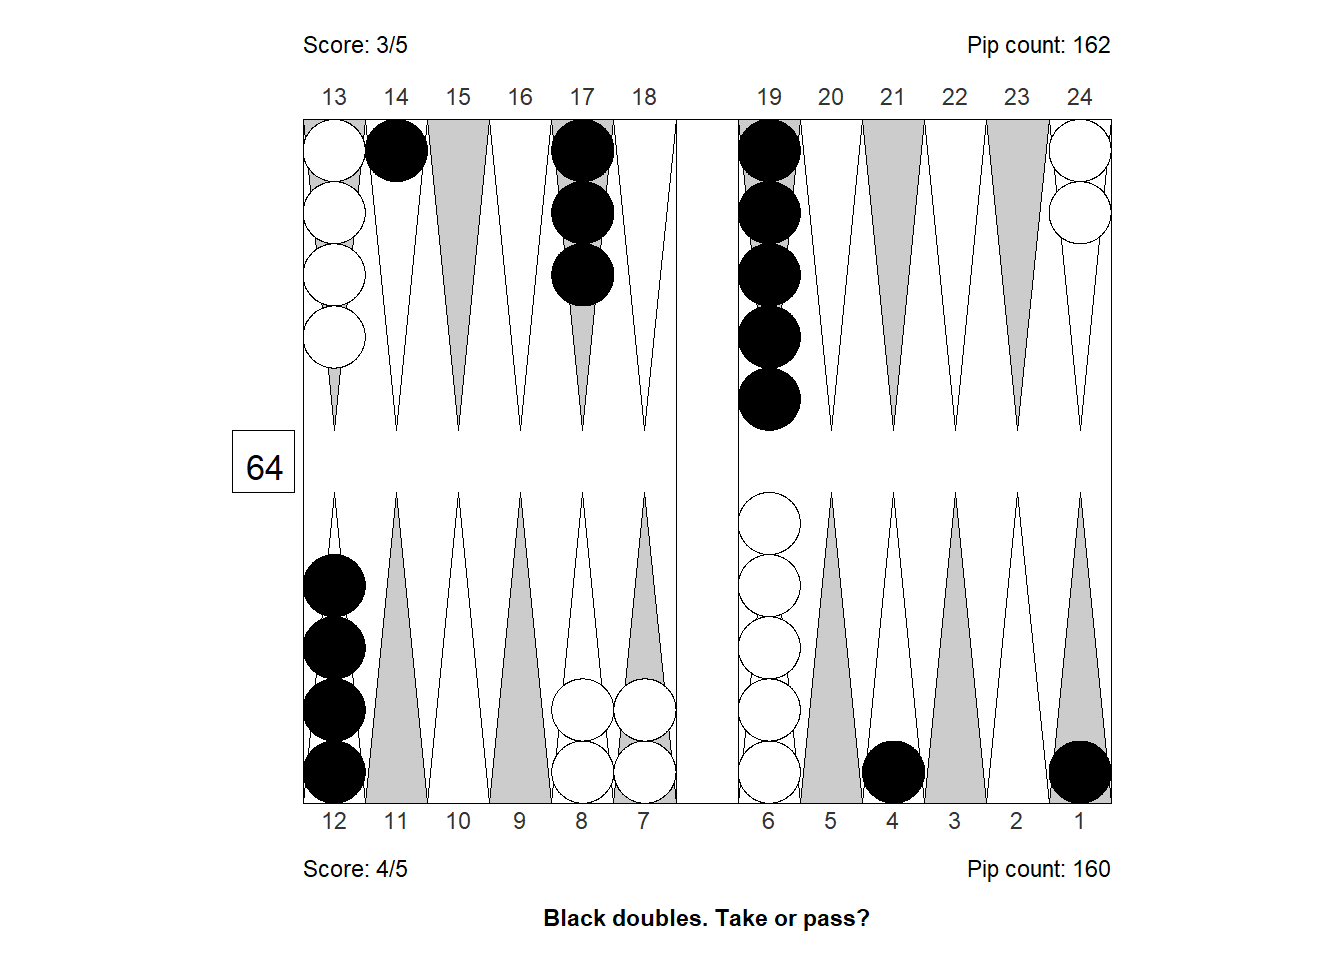 Score: 3/5 Pip count: 162
13 14 15 16 17 18 19 20 21 22 23 24
64
12 11 10 9 8 7 6 5 4 3 2 1
Score: 4/5 Pip count: 160
Black doubles. Take or pass?